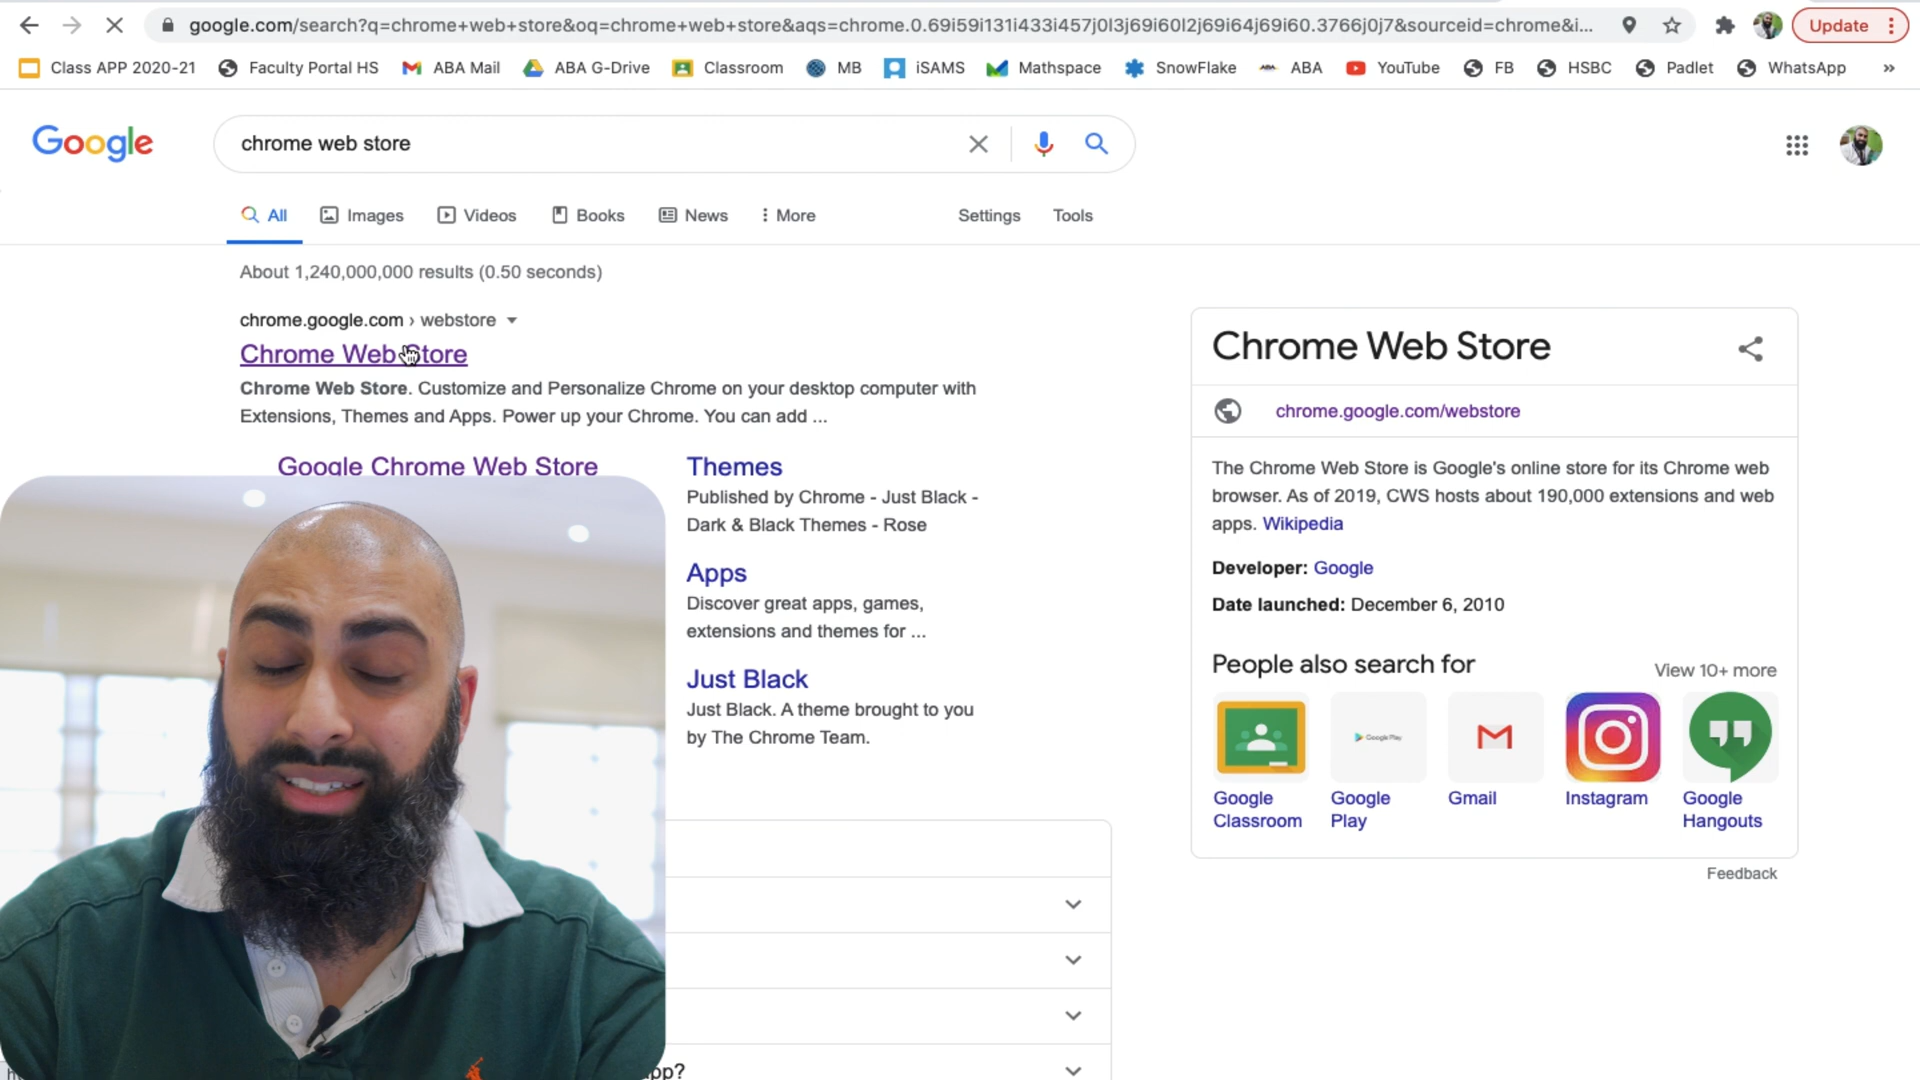 google.com/search?q=chrome+web+store&oq=chrome+web+store&aqs=chrome.0.69i59i131i433i457j0l3j69i60l2j69i64j69i60.3766j0j7&sourceid=chrome&i...
Update
Class APP 2020-21 Faculty Portal HS ABA Mail ABA G-Drive Classroom MB iSAMS Mathspace SnowFlake ABA YouTube FB HSBC Padlet WhatsApp »
Google
chrome web store
All Images Videos Books News More Settings Tools
About 1,240,000,000 results (0.50 seconds)
chrome.google.com › webstore
Chrome Web Store
Chrome Web Store. Customize and Personalize Chrome on your desktop computer with
Extensions, Themes and Apps. Power up your Chrome. You can add ...
Google Chrome Web Store
Themes
Published by Chrome - Just Black -
Dark & Black Themes - Rose
Apps
Discover great apps, games,
extensions and themes for ...
Just Black
Just Black. A theme brought to you
by The Chrome Team.
Chrome Web Store
chrome.google.com/webstore
The Chrome Web Store is Google's online store for its Chrome web
browser. As of 2019, CWS hosts about 190,000 extensions and web
apps. Wikipedia
Developer: Google
Date launched: December 6, 2010
People also search for
View 10+ more
Google Play
Google Classroom
Google Play
Gmail
Instagram
Google Hangouts
Feedback